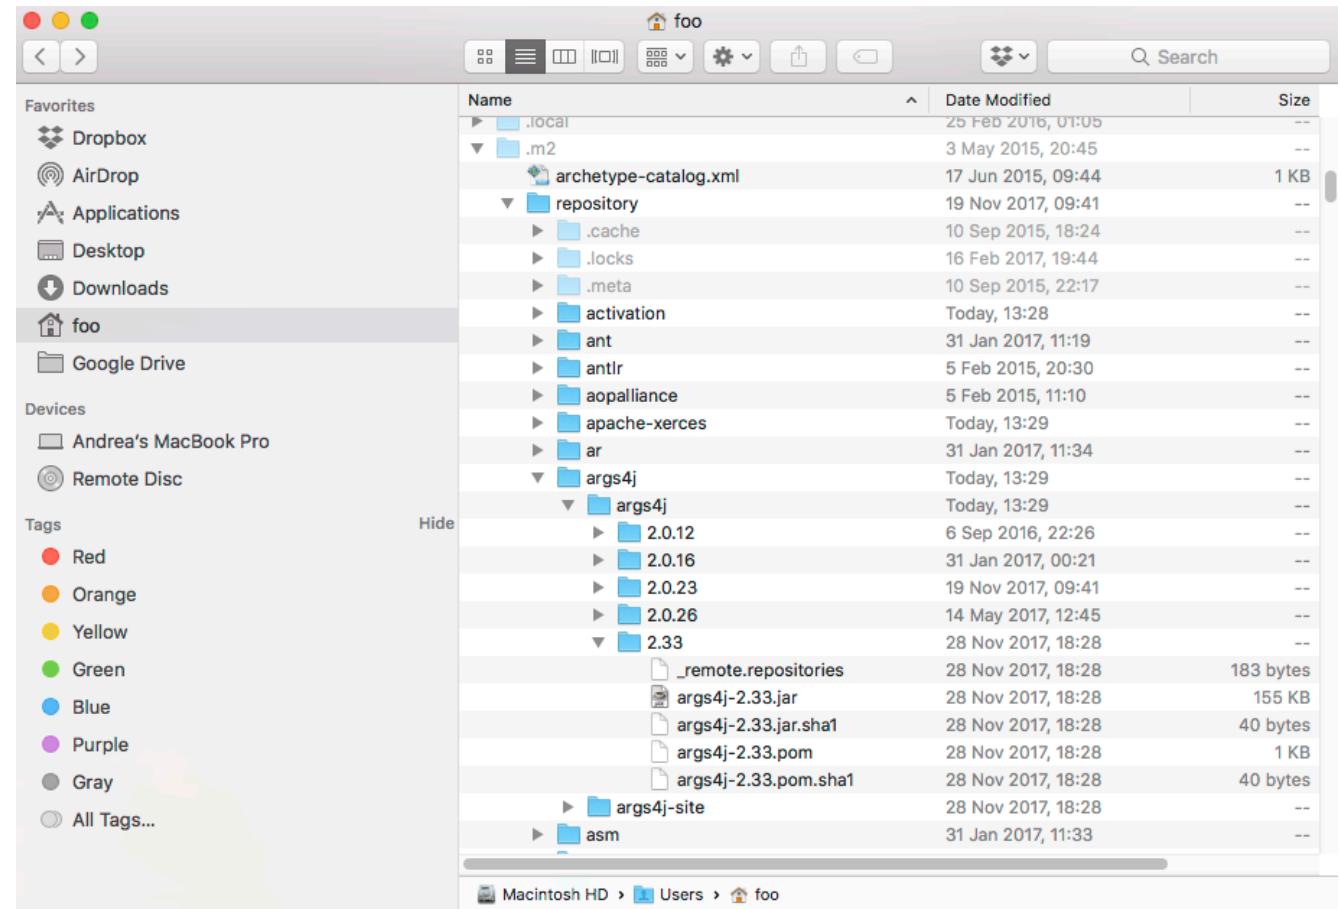 foo
Search
Favorites
Dropbox
AirDrop
Applications
Desktop
Downloads
foo
Google Drive
Devices
Andrea's MacBook Pro
Remote Disc
Tags Hide
Red
Orange
Yellow
Green
Blue
Purple
Gray
All Tags...
Name Date Modified Size
.local 25 Feb 2016, 01:05 --
.m2 3 May 2015, 20:45 --
archetype-catalog.xml 17 Jun 2015, 09:44 1 KB
repository 19 Nov 2017, 09:41 --
.cache 10 Sep 2015, 18:24 --
.locks 16 Feb 2017, 19:44 --
.meta 10 Sep 2015, 22:17 --
activation Today, 13:28 --
ant 31 Jan 2017, 11:19 --
antlr 5 Feb 2015, 20:30 --
aopalliance 5 Feb 2015, 11:10 --
apache-xerces Today, 13:29 --
ar 31 Jan 2017, 11:34 --
args4j Today, 13:29 --
args4j Today, 13:29 --
2.0.12 6 Sep 2016, 22:26 --
2.0.16 31 Jan 2017, 00:21 --
2.0.23 19 Nov 2017, 09:41 --
2.0.26 14 May 2017, 12:45 --
2.33 28 Nov 2017, 18:28 --
_remote.repositories 28 Nov 2017, 18:28 183 bytes
args4j-2.33.jar 28 Nov 2017, 18:28 155 KB
args4j-2.33.jar.sha1 28 Nov 2017, 18:28 40 bytes
args4j-2.33.pom 28 Nov 2017, 18:28 1 KB
args4j-2.33.pom.sha1 28 Nov 2017, 18:28 40 bytes
args4j-site 28 Nov 2017, 18:28 --
asm 31 Jan 2017, 11:33 --
Macintosh HD › Users › foo